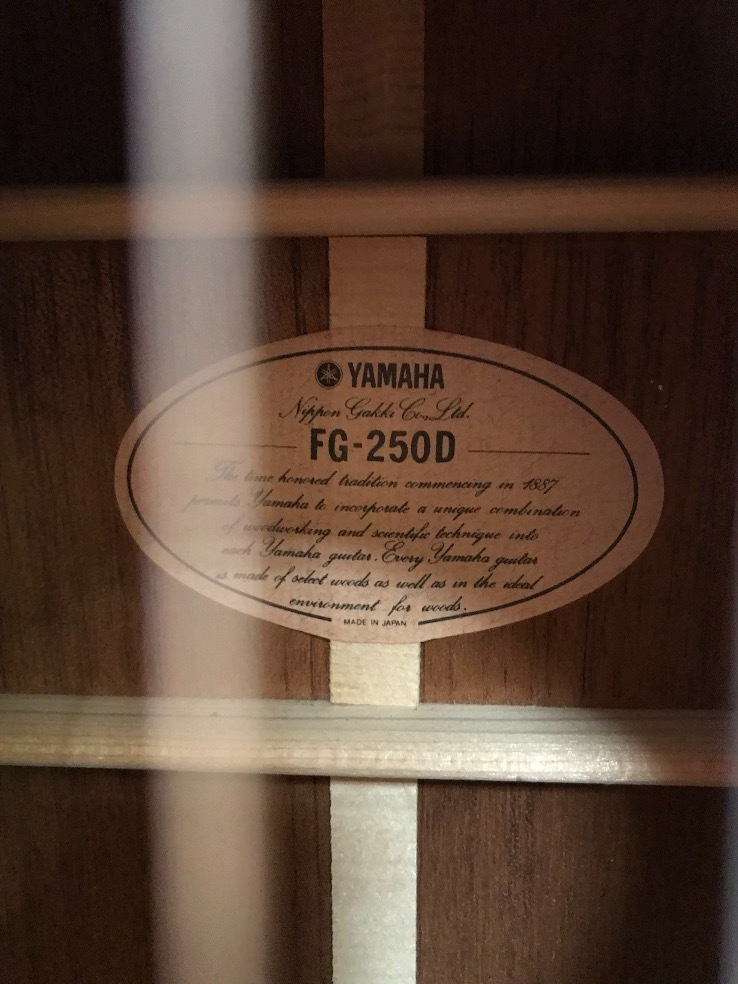 YAMAHA
Nippon Gakki Co., Ltd.
FG-250D
The time honored tradition commencing in 1887
permits Yamaha to incorporate a unique combination
of woodworking and scientific technique into
each Yamaha guitar. Every Yamaha guitar
is made of select woods as well as in the ideal
environment for woods.
MADE IN JAPAN